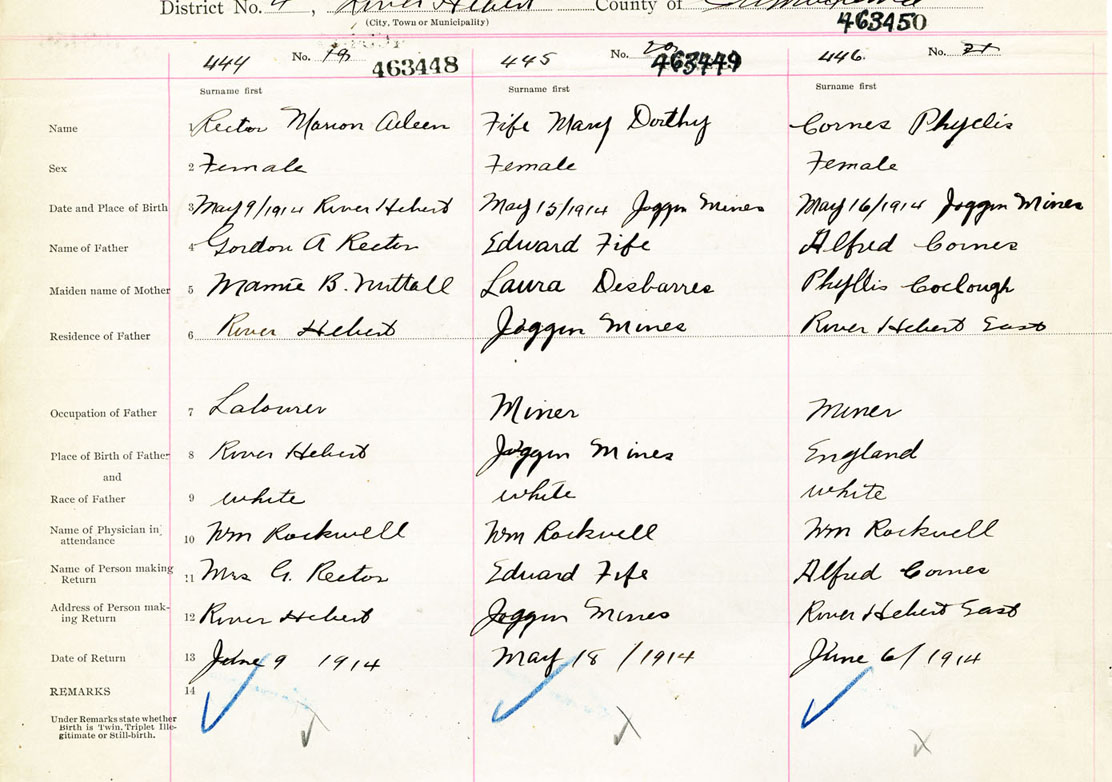 District No. 4, River Hebert County of
(City, Town or Municipality)
463450
444 No. 19 463448 445 No. 20 463449 446. No. 21
Surname first Surname first Surname first
Name 1 Rector Marion Aileen Fife Mary Dorthy Cornes Phyllis
Sex 2 Female Female Female
Date and Place of Birth 3 May 9/1914 River Hebert May 15/1914 Joggin Mines May 16/1914 Joggin Mines
Name of Father 4 Gordon A Rector Edward Fife Alfred Cornes
Maiden name of Mother 5 Mamie B. Nuttall Laura Desbarres Phyllis Coclough
Residence of Father 6 River Hebert Joggin Mines River Hebert East
Occupation of Father 7 Labourer Miner Miner
Place of Birth of Father 8 River Hebert Joggin Mines England
and
Race of Father 9 white white white
Name of Physician in attendance 10 Wm Rockwell Wm Rockwell Wm Rockwell
Name of Person making Return 11 Mrs G. Rector Edward Fife Alfred Cornes
Address of Person mak-ing Return 12 River Hebert Joggin Mines River Hebert East
Date of Return 13 June 9 1914 May 18 /1914 June 6/1914
REMARKS 14
Under Remarks state whether
Birth is Twin, Triplet Ille-
gitimate or Still-birth.